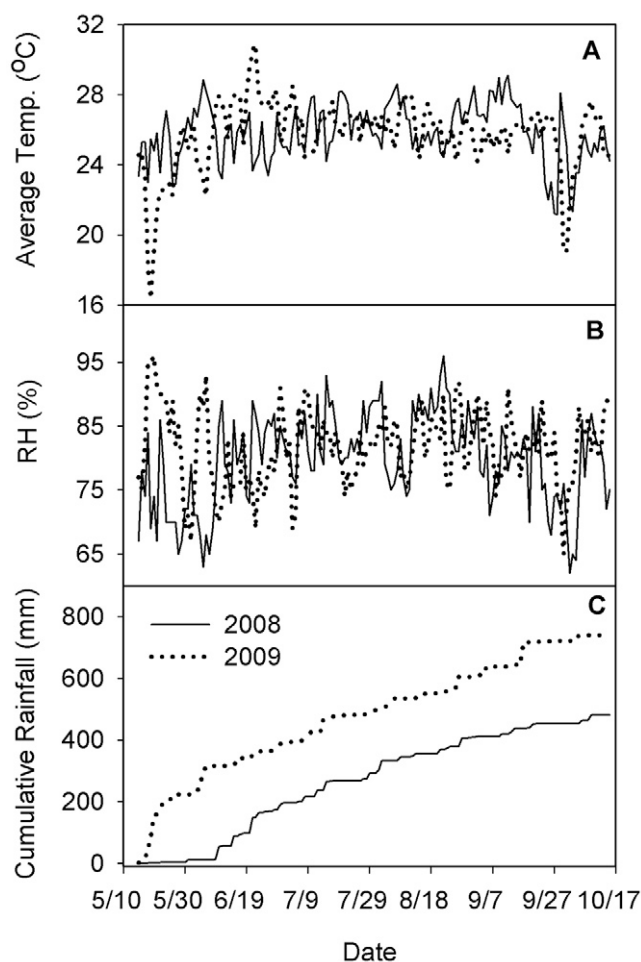 32
28
24
20
16
Average Temp. (°C)
A
95
85
75
65
RH (%)
B
800
600
400
200
0
Cumulative Rainfall (mm)
C
2008
2009
5/10 5/30 6/19 7/9 7/29 8/18 9/7 9/27 10/17
Date